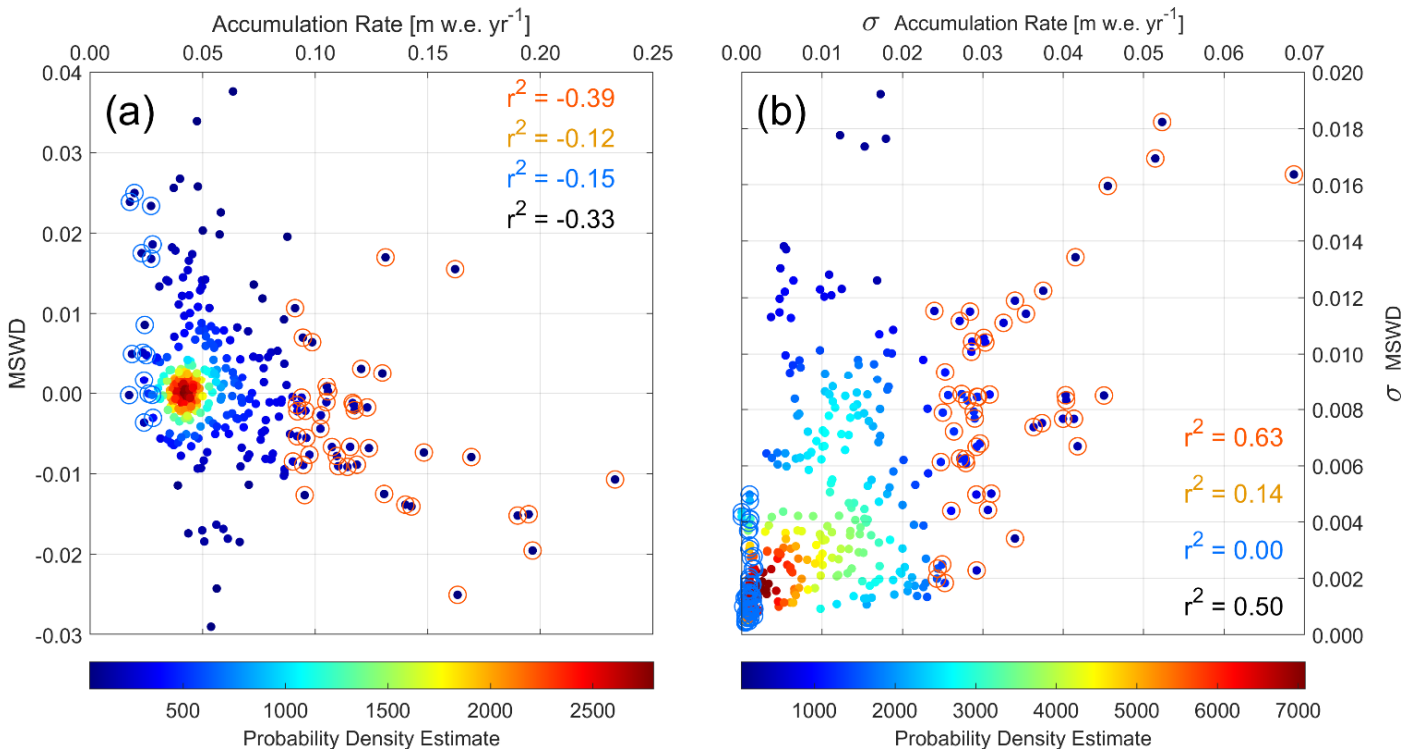 Accumulation Rate [m w.e. yr⁻¹]
0.00 0.05 0.10 0.15 0.20 0.25
(a)
0.04
0.03
0.02
0.01
0.00
-0.01
-0.02
-0.03
MSWD
r² = -0.39
r² = -0.12
r² = -0.15
r² = -0.33
500 1000 1500 2000 2500
Probability Density Estimate
σ Accumulation Rate [m w.e. yr⁻¹]
0.00 0.01 0.02 0.03 0.04 0.05 0.06 0.07
(b)
0.020
0.018
0.016
0.014
0.012
0.010
0.008
0.006
0.004
0.002
0.000
σ MSWD
r² = 0.63
r² = 0.14
r² = 0.00
r² = 0.50
1000 2000 3000 4000 5000 6000 7000
Probability Density Estimate